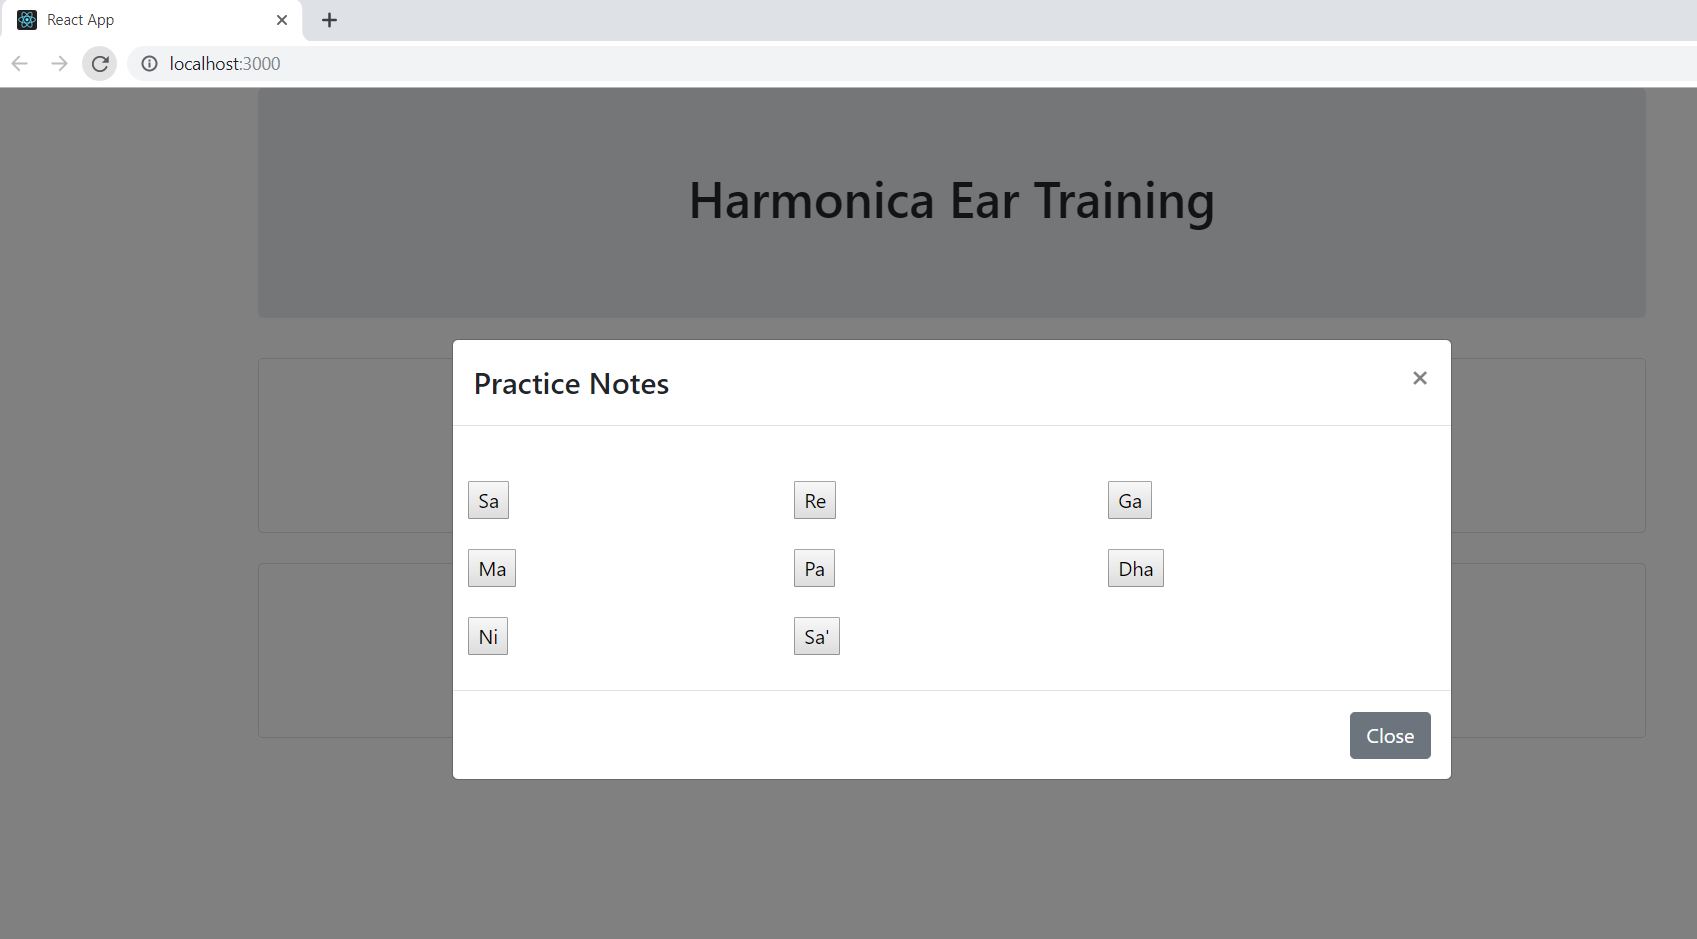 React App
localhost:3000
Harmonica Ear Training
Practice Notes
Sa Re Ga
Ma Pa Dha
Ni Sa'
Close